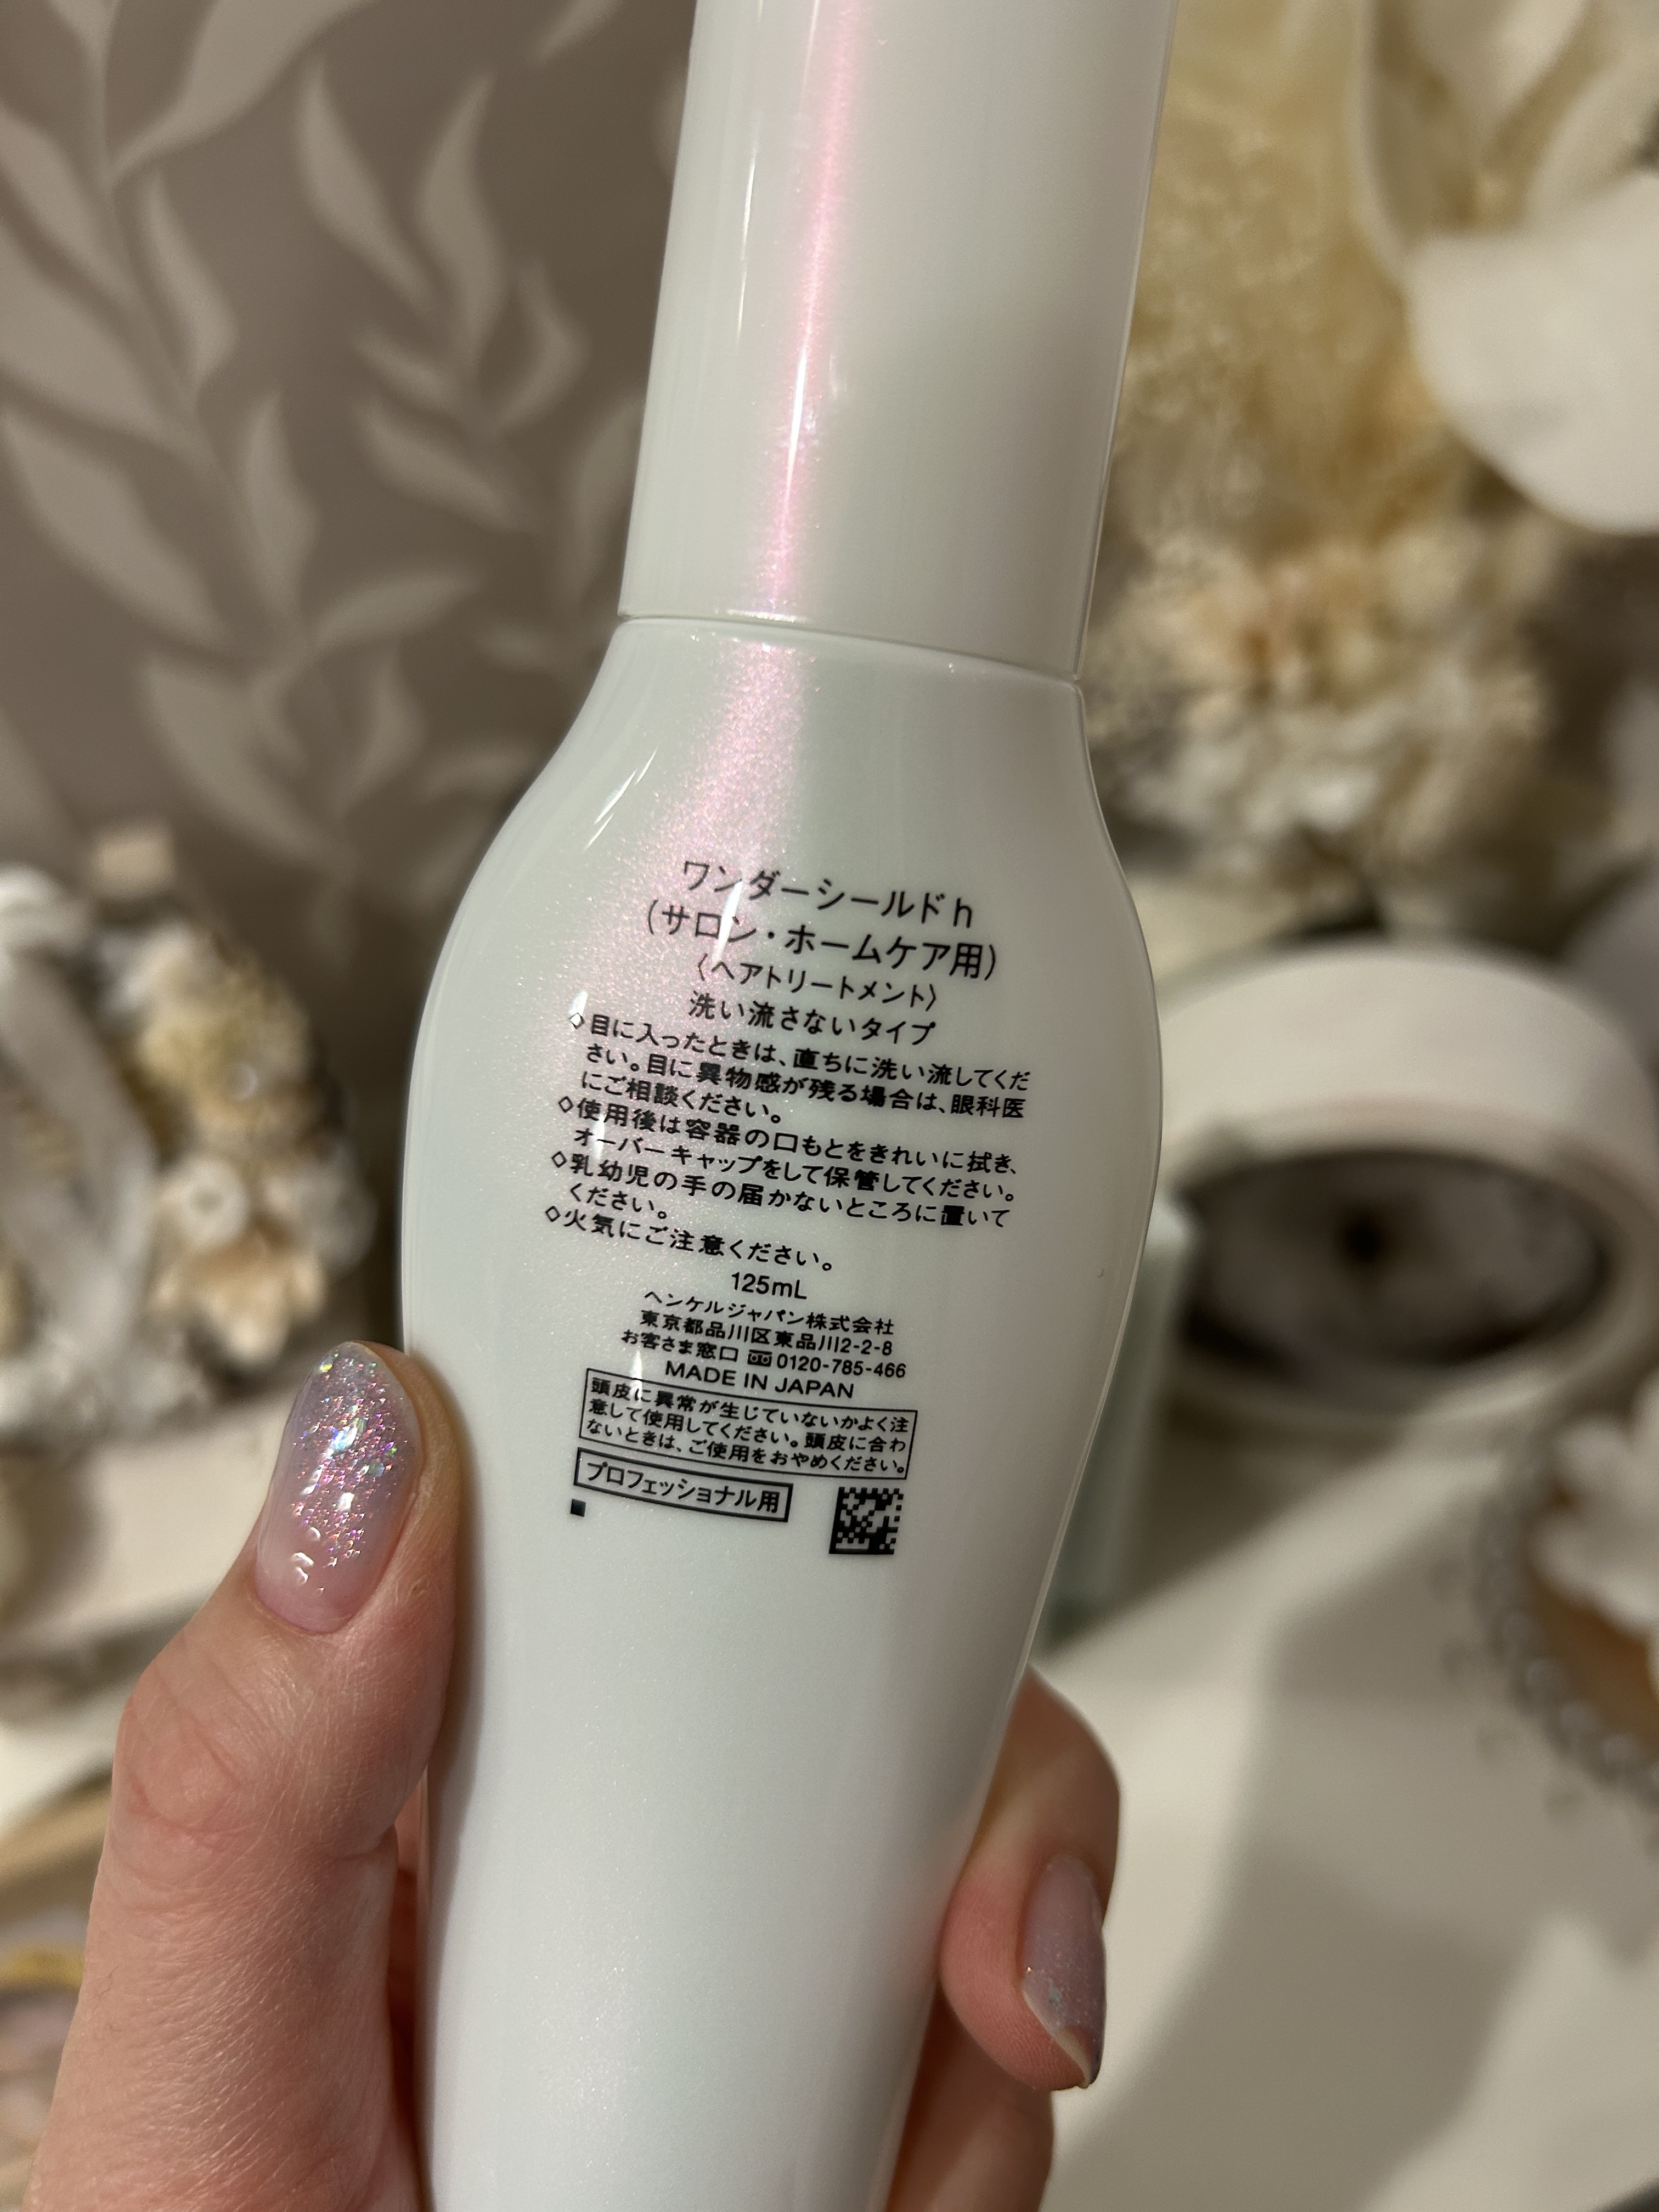 ワンダーシールドh
（サロン・ホームケア用）
〈ヘアトリートメント〉
洗い流さないタイプ
◇目に入ったときは、直ちに洗い流してくだ
さい。目に異物感が残る場合は、眼科医
にご相談ください。
◇使用後は容器の口もとをきれいに拭き、
オーバーキャップをして保管してください。
◇乳幼児の手の届かないところに置いて
ください。
◇火気にご注意ください。
125mL
ヘンケルジャパン株式会社
東京都品川区東品川2-2-8
お客さま窓口 0120-785-466
MADE IN JAPAN
頭皮に異常が生じていないかよく注
意して使用してください。頭皮に合わ
ないときは、ご使用をおやめください。
プロフェッショナル用